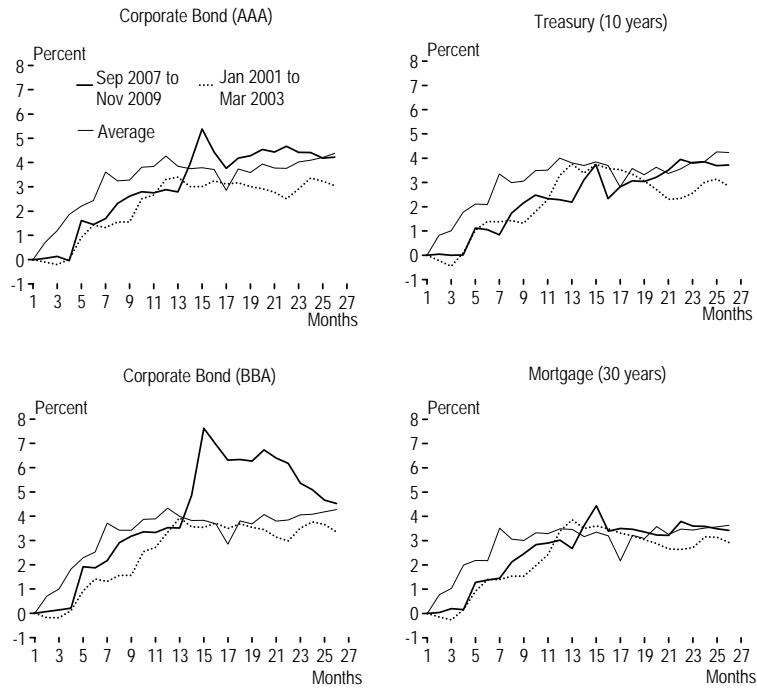 Corporate Bond (AAA)
Percent
8
7
6
5
4
3
2
1
0
-1
Sep 2007 to
Nov 2009
Jan 2001 to
Mar 2003
Average
1 3 5 7 9 11 13 15 17 19 21 23 25 27
Months
Treasury (10 years)
Percent
8
7
6
5
4
3
2
1
0
-1
1 3 5 7 9 11 13 15 17 19 21 23 25 27
Months
Corporate Bond (BBA)
Percent
8
7
6
5
4
3
2
1
0
-1
1 3 5 7 9 11 13 15 17 19 21 23 25 27
Months
Mortgage (30 years)
Percent
8
7
6
5
4
3
2
1
0
-1
1 3 5 7 9 11 13 15 17 19 21 23 25 27
Months